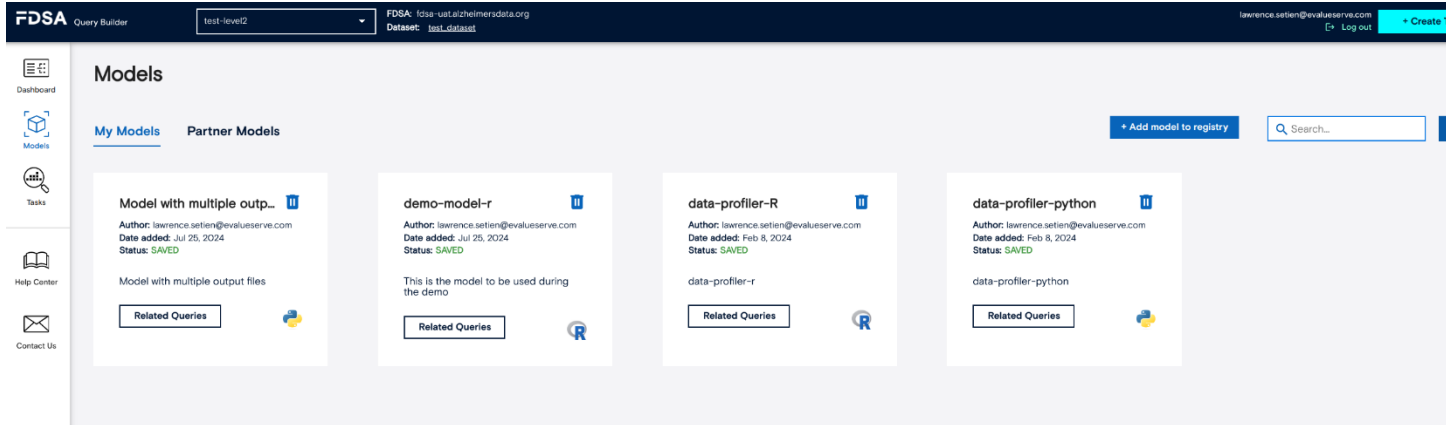 FDSA Query Builder
test-level2
FDSA: fdsa-uat.alzheimersdata.org
Dataset: test_dataset
lawrence.setien@evalueserve.com
Log out
+ Create
Dashboard
Models
Tasks
Help Center
Contact Us
Models
My Models
Partner Models
+ Add model to registry
Search...
Model with multiple outp...
Author: lawrence.setien@evalueserve.com
Date added: Jul 25, 2024
Status: SAVED
Model with multiple output files
Related Queries
demo-model-r
Author: lawrence.setien@evalueserve.com
Date added: Jul 25, 2024
Status: SAVED
This is the model to be used during
the demo
Related Queries
R
data-profiler-R
Author: lawrence.setien@evalueserve.com
Date added: Feb 8, 2024
Status: SAVED
data-profiler-r
Related Queries
R
data-profiler-python
Author: lawrence.setien@evalueserve.com
Date added: Feb 8, 2024
Status: SAVED
data-profiler-python
Related Queries